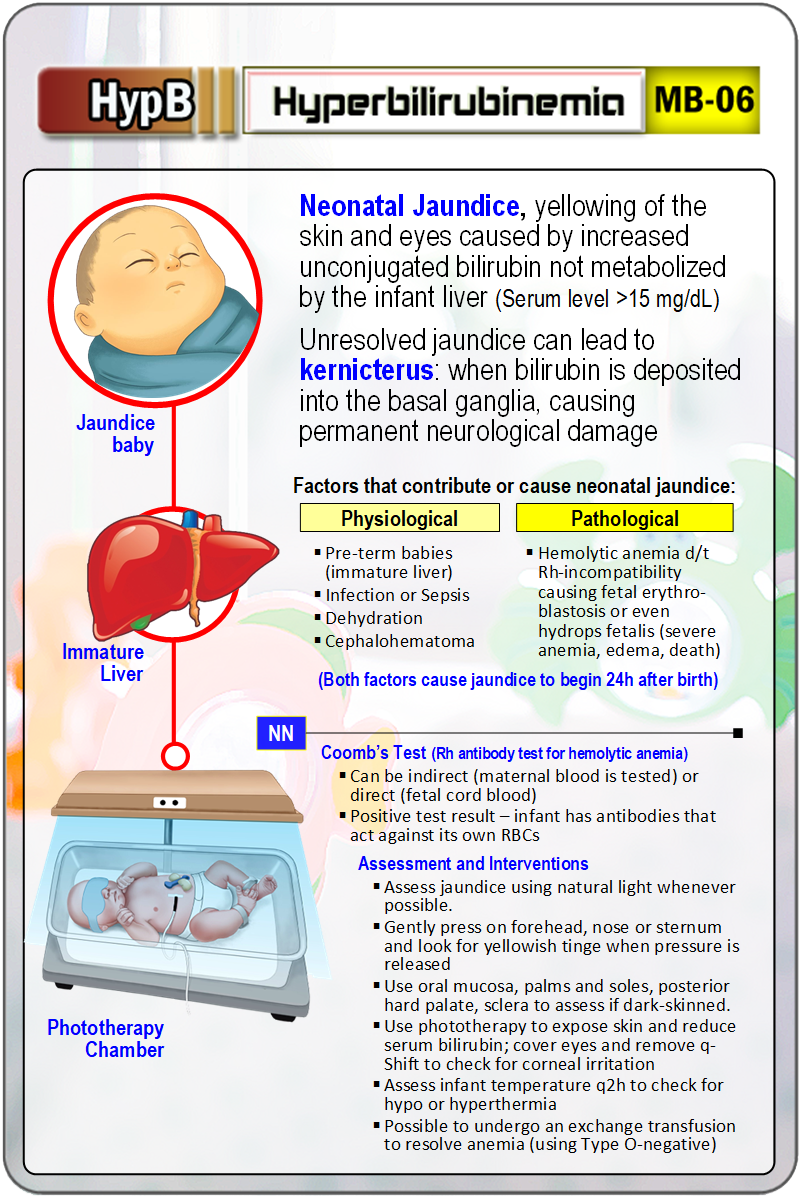 HypB
Hyperbilirubinemia
MB-06
Neonatal Jaundice, yellowing of the
skin and eyes caused by increased
unconjugated bilirubin not metabolized
by the infant liver (Serum level >15 mg/dL)
Unresolved jaundice can lead to
kernicterus: when bilirubin is deposited
into the basal ganglia, causing
permanent neurological damage
Jaundice
baby
Factors that contribute or cause neonatal jaundice:
Physiological
▪ Pre-term babies
(immature liver)
▪ Infection or Sepsis
▪ Dehydration
▪ Cephalohematoma
Pathological
▪ Hemolytic anemia d/t
Rh-incompatibility
causing fetal erythro-
blastosis or even
hydrops fetalis (severe
anemia, edema, death)
(Both factors cause jaundice to begin 24h after birth)
Immature
Liver
NN
Coomb's Test (Rh antibody test for hemolytic anemia)
▪ Can be indirect (maternal blood is tested) or
direct (fetal cord blood)
▪ Positive test result – infant has antibodies that
act against its own RBCs
Assessment and Interventions
▪ Assess jaundice using natural light whenever
possible.
▪ Gently press on forehead, nose or sternum
and look for yellowish tinge when pressure is
released
▪ Use oral mucosa, palms and soles, posterior
hard palate, sclera to assess if dark-skinned.
▪ Use phototherapy to expose skin and reduce
serum bilirubin; cover eyes and remove q-
Shift to check for corneal irritation
▪ Assess infant temperature q2h to check for
hypo or hyperthermia
▪ Possible to undergo an exchange transfusion
to resolve anemia (using Type O-negative)
Phototherapy
Chamber